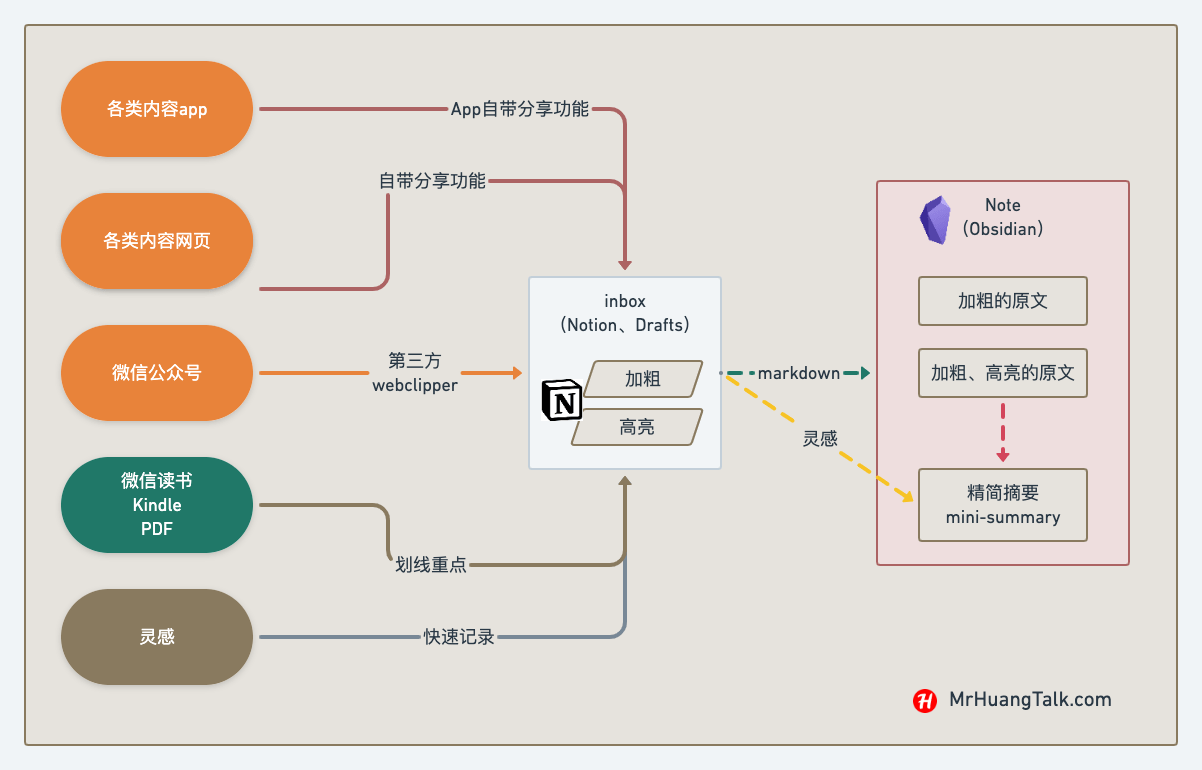 各类内容app
App自带分享功能
自带分享功能
各类内容网页
微信公众号
第三方
webclipper
微信读书
Kindle
PDF
划线重点
灵感
快速记录
inbox
（Notion、Drafts）
加粗
N
高亮
markdown
灵感
Note
（Obsidian）
加粗的原文
加粗、高亮的原文
精简摘要
mini-summary
H
MrHuangTalk.com